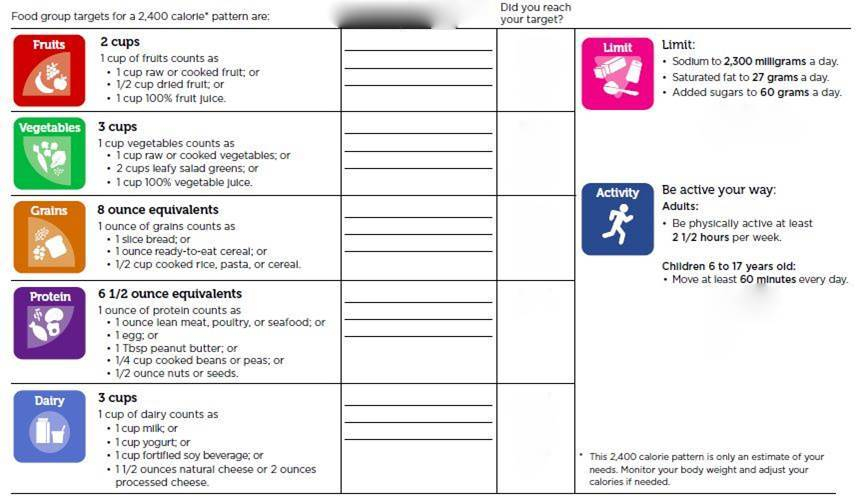 Food group targets for a 2,400 calorie* pattern are:
Did you reach
your target?
Fruits
2 cups
1 cup of fruits counts as
• 1 cup raw or cooked fruit; or
• 1/2 cup dried fruit; or
• 1 cup 100% fruit juice.
Vegetables
3 cups
1 cup vegetables counts as
• 1 cup raw or cooked vegetables; or
• 2 cups leafy salad greens; or
• 1 cup 100% vegetable juice.
Grains
8 ounce equivalents
1 ounce of grains counts as
• 1 slice bread; or
• 1 ounce ready-to-eat cereal; or
• 1/2 cup cooked rice, pasta, or cereal.
Protein
6 1/2 ounce equivalents
1 ounce of protein counts as
• 1 ounce lean meat, poultry, or seafood; or
• 1 egg; or
• 1 Tbsp peanut butter; or
• 1/4 cup cooked beans or peas; or
• 1/2 ounce nuts or seeds.
Dairy
3 cups
1 cup of dairy counts as
• 1 cup milk; or
• 1 cup yogurt; or
• 1 cup fortified soy beverage; or
• 1 1/2 ounces natural cheese or 2 ounces
processed cheese.
Limit
Limit:
• Sodium to 2,300 milligrams a day.
• Saturated fat to 27 grams a day.
• Added sugars to 60 grams a day.
Activity
Be active your way:
Adults:
• Be physically active at least
2 1/2 hours per week.
Children 6 to 17 years old:
• Move at least 60 minutes every day.
* This 2,400 calorie pattern is only an estimate of your
needs. Monitor your body weight and adjust your
calories if needed.